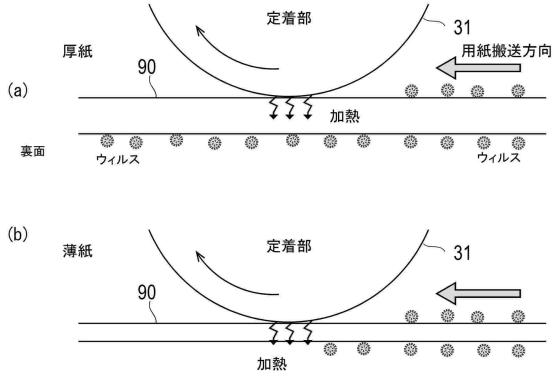 定着部
31
厚紙
用紙搬送方向
90
(a)
加熱
裏面
ウィルス
ウィルス
(b)
薄紙
定着部
31
90
加熱